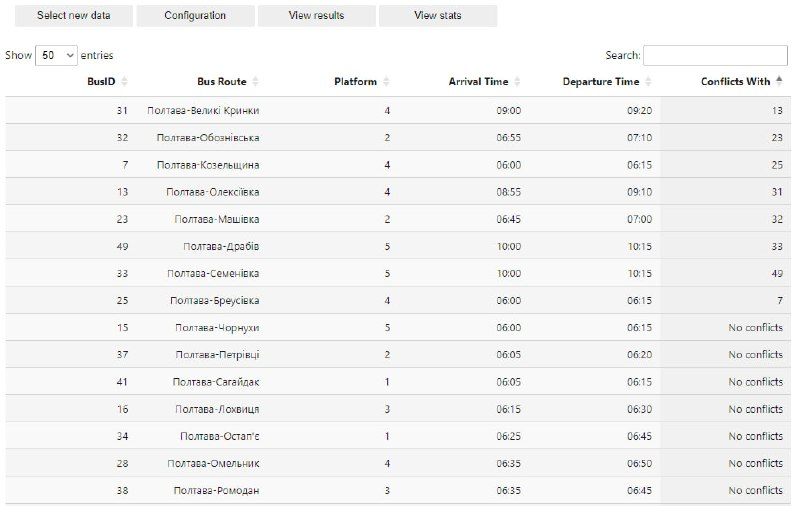 Select new data Configuration View results View stats
Show 50 entries Search:
BusID Bus Route Platform Arrival Time Departure Time Conflicts With
31 Полтава-Великі Кринки 4 09:00 09:20 13
32 Полтава-Обознівська 2 06:55 07:10 23
7 Полтава-Козельщина 4 06:00 06:15 25
13 Полтава-Олексіївка 4 08:55 09:10 31
23 Полтава-Машівка 2 06:45 07:00 32
49 Полтава-Драбів 5 10:00 10:15 33
33 Полтава-Семенівка 5 10:00 10:15 49
25 Полтава-Бреусівка 4 06:00 06:15 7
15 Полтава-Чорнухи 5 06:00 06:15 No conflicts
37 Полтава-Петрівці 2 06:05 06:20 No conflicts
41 Полтава-Сагайдак 1 06:05 06:15 No conflicts
16 Полтава-Лохвиця 3 06:15 06:30 No conflicts
34 Полтава-Остап'є 1 06:25 06:45 No conflicts
28 Полтава-Омельник 4 06:35 06:50 No conflicts
38 Полтава-Ромодан 3 06:35 06:45 No conflicts